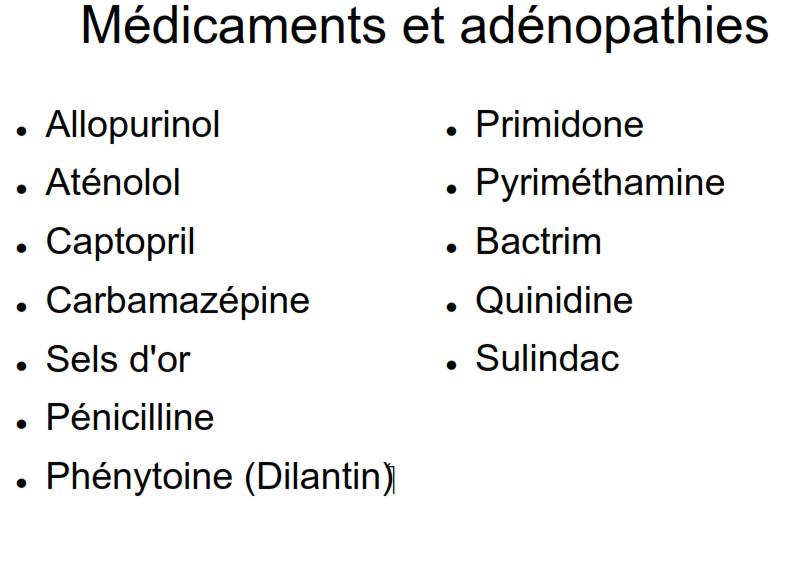 Médicaments et adénopathies
• Allopurinol
• Aténolol
• Captopril
• Carbamazépine
• Sels d'or
• Pénicilline
• Phénytoine (Dilantin)
• Primidone
• Pyriméthamine
• Bactrim
• Quinidine
• Sulindac